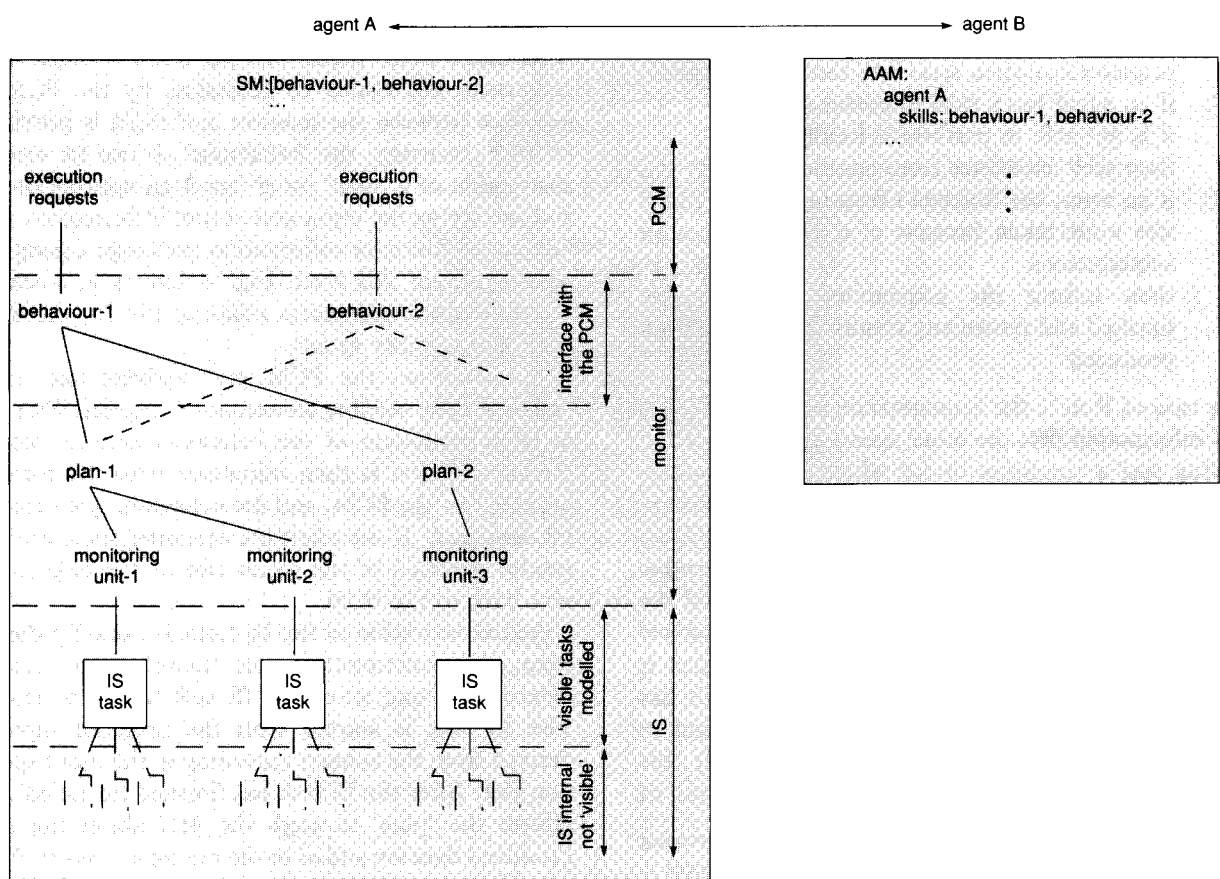 agent A
agent B
SM:[behaviour-1, behaviour-2]
...
AAM:
agent A
skills: behaviour-1, behaviour-2
...
execution
requests
execution
requests
PCM
behaviour-1
behaviour-2
interface with
the PCM
monitor
plan-1
plan-2
monitoring
unit-1
monitoring
unit-2
monitoring
unit-3
IS
task
IS
task
IS
task
'visible' tasks
modelled
IS
IS internal
not 'visible'